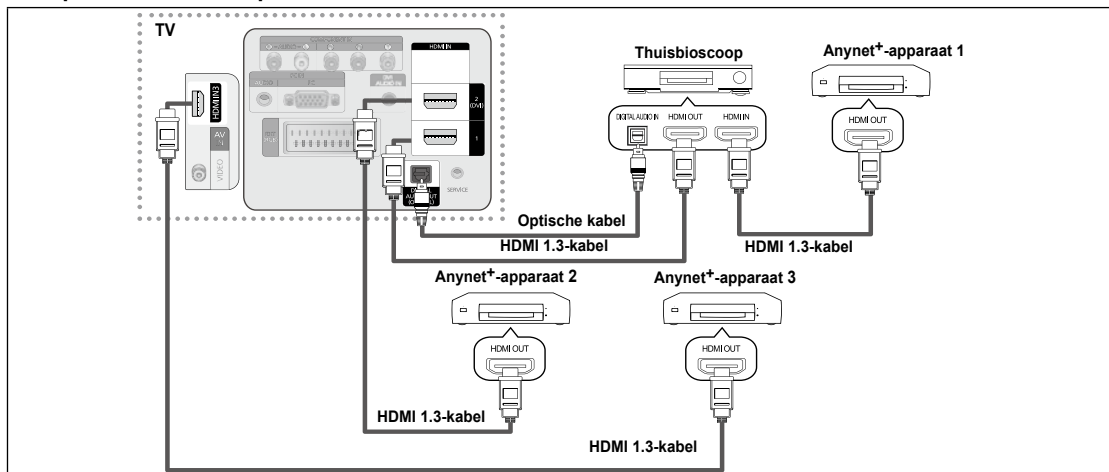 TV
HDMI IN
Thuisbioscoop
Anynet+-apparaat 1
HDMI IN3
AV IN
VIDEO
2 (DVI)
1
PC
SERVICE
DIGITAL AUDIO IN
HDMI OUT
HDMI IN
HDMI OUT
Optische kabel
HDMI 1.3-kabel
HDMI 1.3-kabel
Anynet+-apparaat 2
Anynet+-apparaat 3
HDMI OUT
HDMI OUT
HDMI 1.3-kabel
HDMI 1.3-kabel